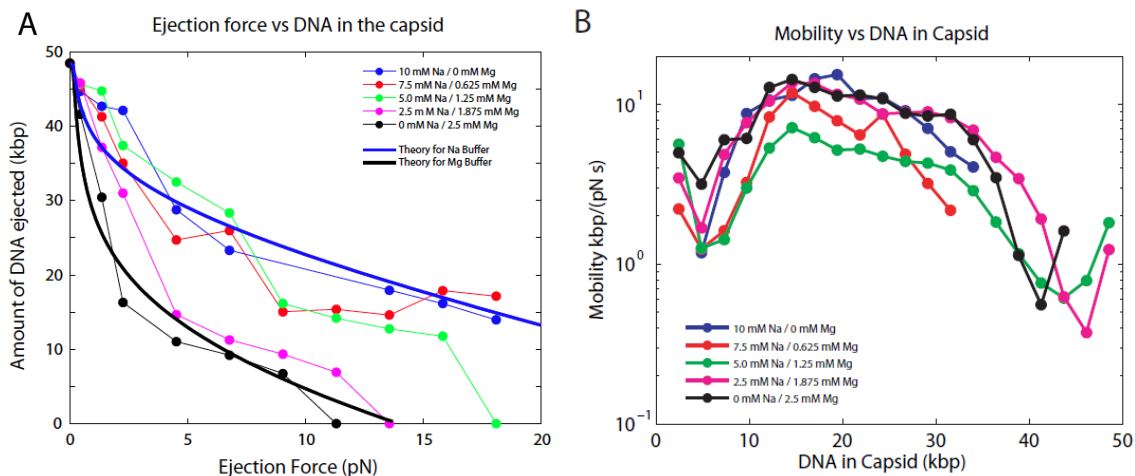 A
Ejection force vs DNA in the capsid
50
40
30
20
10
0
Amount of DNA ejected (kbp)
10 mM Na / 0 mM Mg
7.5 mM Na / 0.625 mM Mg
5.0 mM Na / 1.25 mM Mg
2.5 m M Na / 1.875 mM Mg
0 mM Na / 2.5 mM Mg
Theory for Na Buffer
Theory for Mg Buffer
0
5
10
15
20
Ejection Force (pN)
B
Mobility vs DNA in Capsid
10¹
10⁰
10⁻¹
Mobility kbp/(pN s)
10 mM Na / 0 mM Mg
7.5 mM Na / 0.625 mM Mg
5.0 mM Na / 1.25 mM Mg
2.5 mM Na / 1.875 mM Mg
0 mM Na / 2.5 mM Mg
0
10
20
30
40
50
DNA in Capsid (kbp)